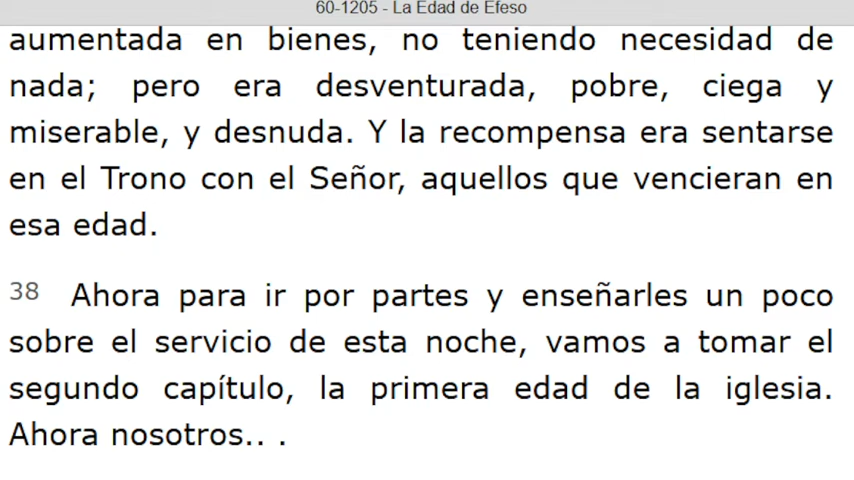 60-1205 - La Edad de Efeso
aumentada en bienes, no teniendo necesidad de
nada; pero era desventurada, pobre, ciega y
miserable, y desnuda. Y la recompensa era sentarse
en el Trono con el Señor, aquellos que vencieran en
esa edad.
38 Ahora para ir por partes y enseñarles un poco
sobre el servicio de esta noche, vamos a tomar el
segundo capítulo, la primera edad de la iglesia.
Ahora nosotros.. .